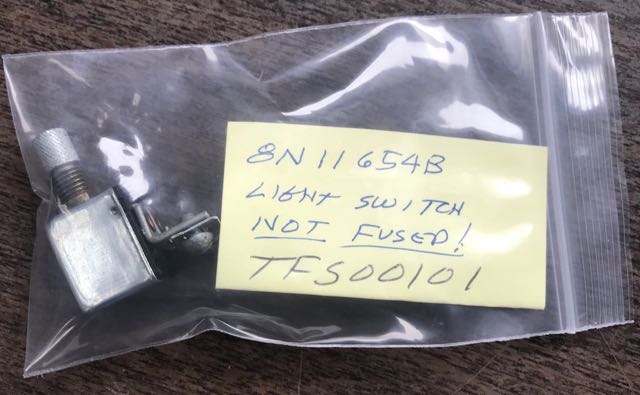 8N11654B
LIGHT SWITCH
NOT FUSED!
TFS00101